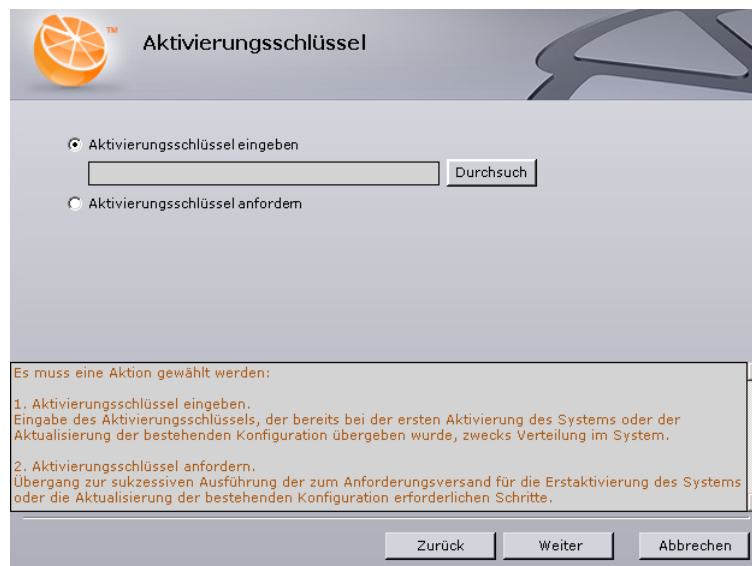 TM
Aktivierungsschlüssel
Aktivierungsschlüssel eingeben
Durchsuch
Aktivierungsschlüssel anfordern
Es muss eine Aktion gewählt werden:
1. Aktivierungsschlüssel eingeben.
Eingabe des Aktivierungsschlüssels, der bereits bei der ersten Aktivierung des Systems oder der
Aktualisierung der bestehenden Konfiguration übergeben wurde, zwecks Verteilung im System.
2. Aktivierungsschlüssel anfordern.
Übergang zur sukzessiven Ausführung der zum Anforderungsversand für die Erstaktivierung des Systems
oder die Aktualisierung der bestehenden Konfiguration erforderlichen Schritte.
Zurück
Weiter
Abbrechen